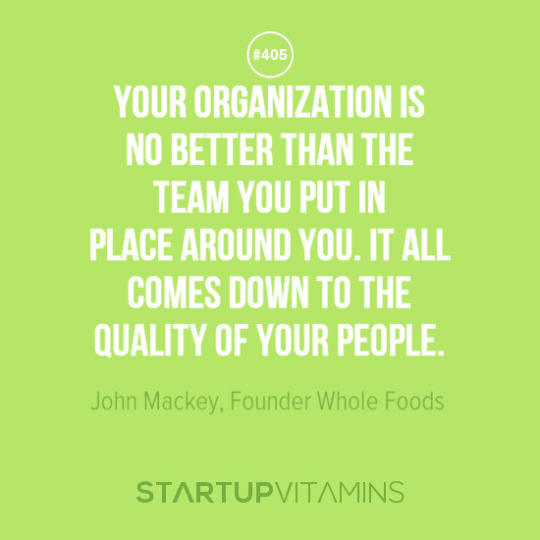 #405
YOUR ORGANIZATION IS
NO BETTER THAN THE
TEAM YOU PUT IN
PLACE AROUND YOU. IT ALL
COMES DOWN TO THE
QUALITY OF YOUR PEOPLE.
John Mackey, Founder Whole Foods
STARTUPVITAMINS